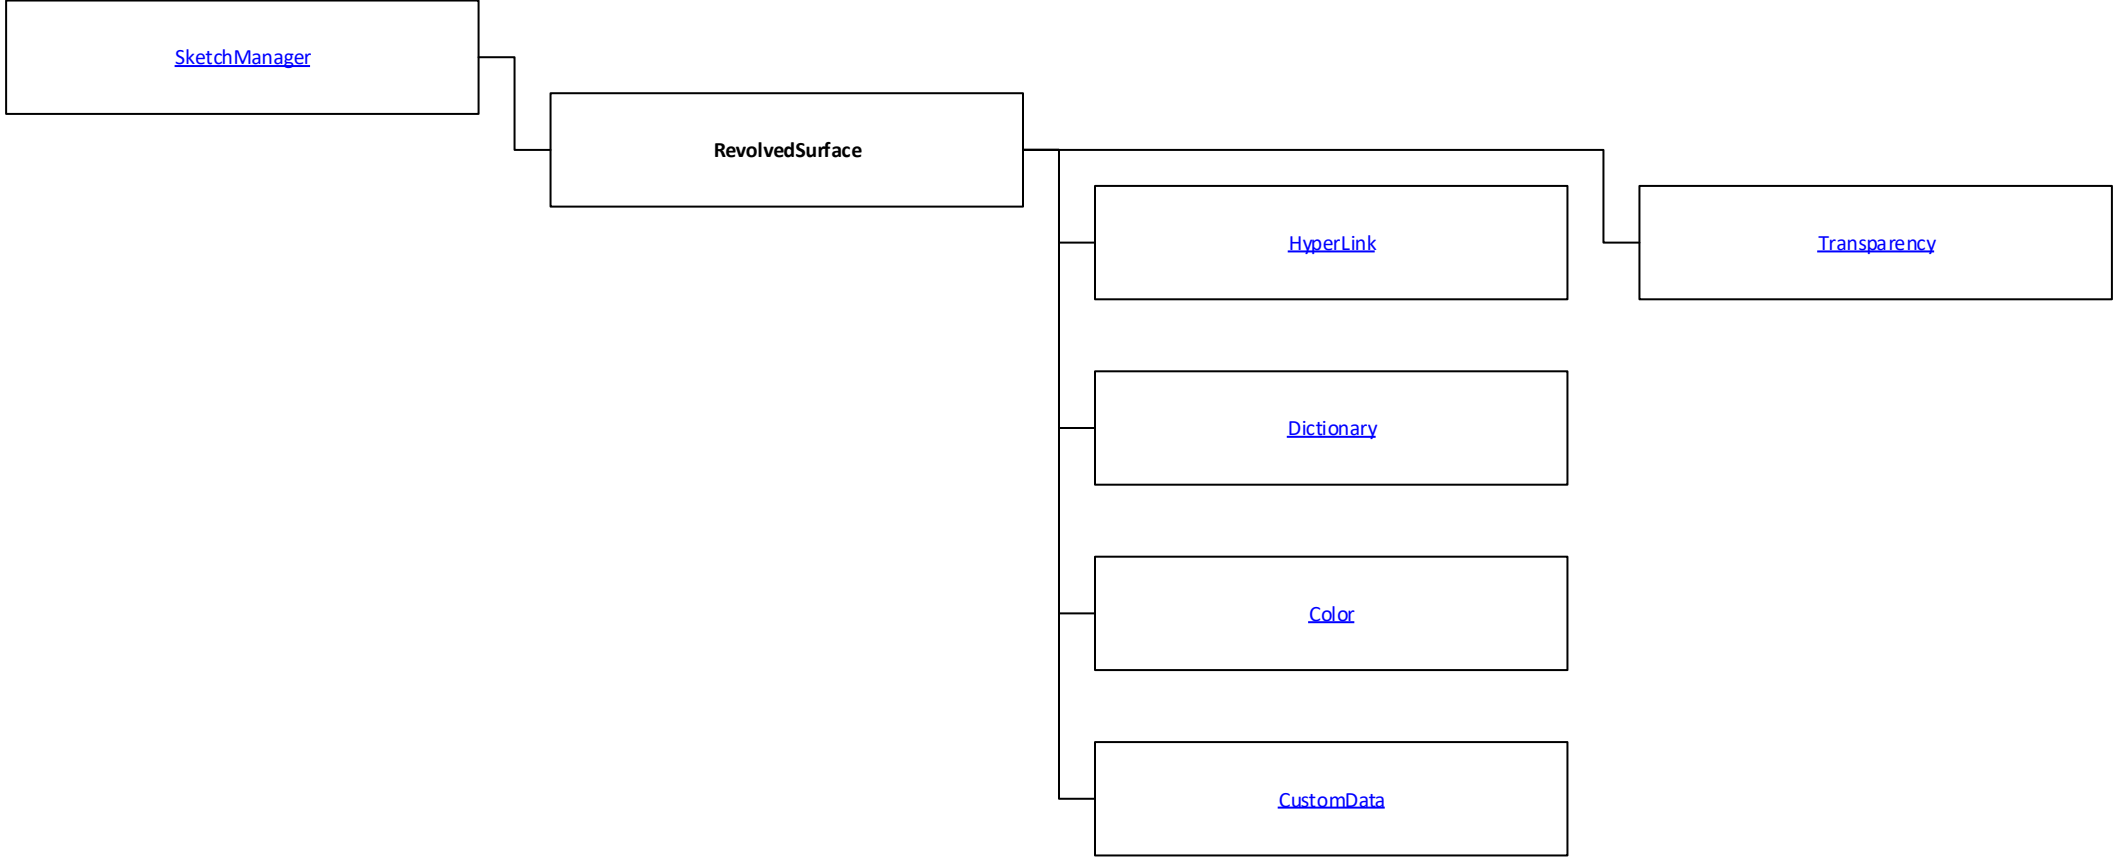 SketchManager
RevolvedSurface
HyperLink
Transparency
Dictionary
Color
CustomData